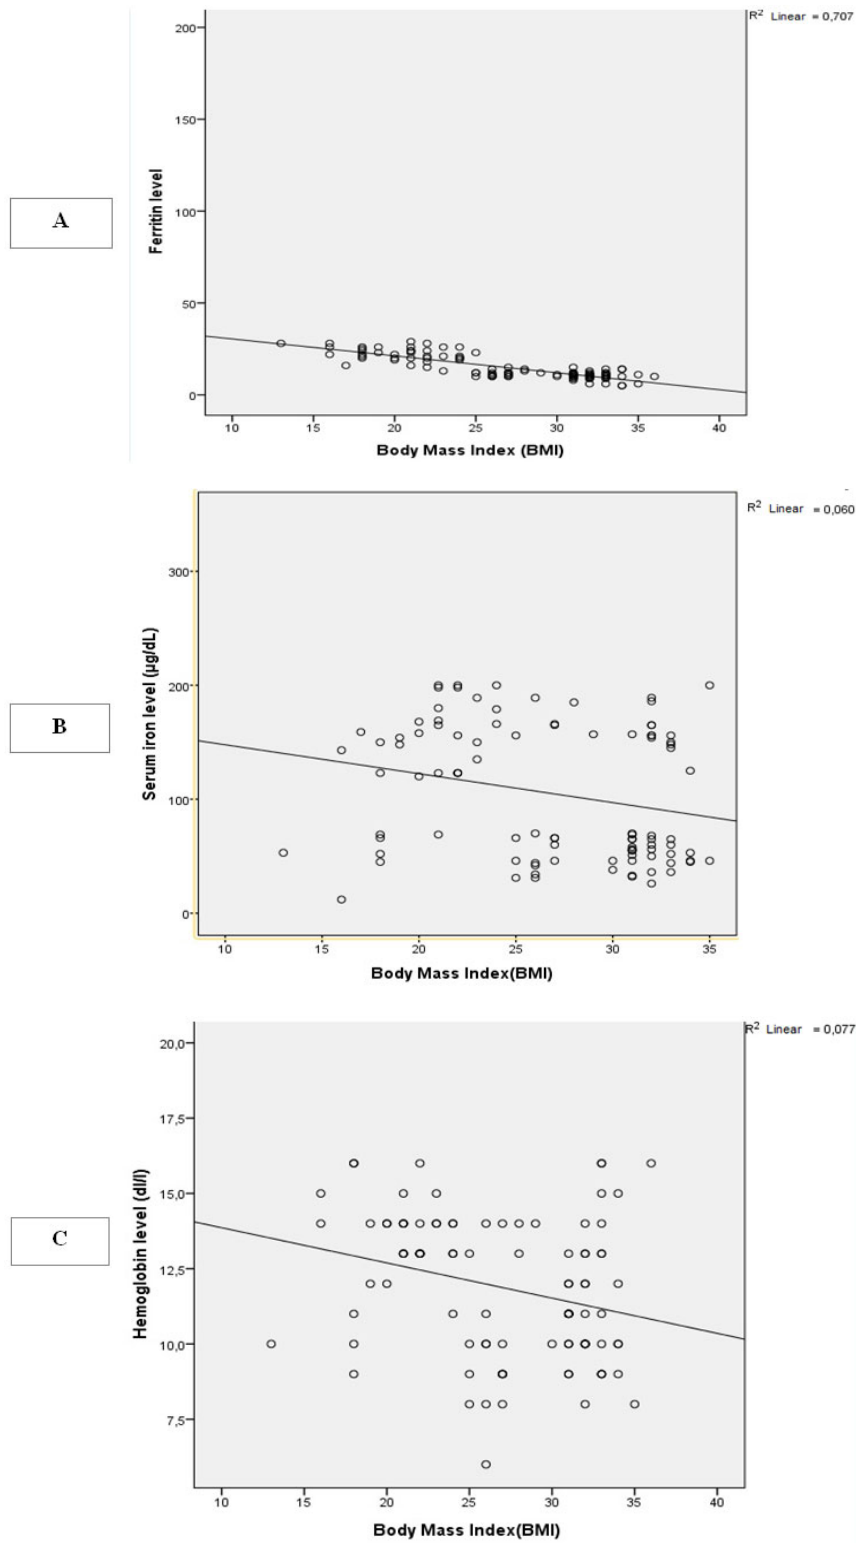 R² Linear = 0,707
200
150
100
50
0
Ferritin level
A
10 15 20 25 30 35 40
Body Mass Index (BMI)
R² Linear = 0,060
300
200
100
0
Serum iron level (µg/dL)
B
10 15 20 25 30 35
Body Mass Index(BMI)
R² Linear = 0,077
20,0
17,5
15,0
12,5
10,0
7,5
Hemoglobin level (dl/l)
C
10 15 20 25 30 35 40
Body Mass Index(BMI)